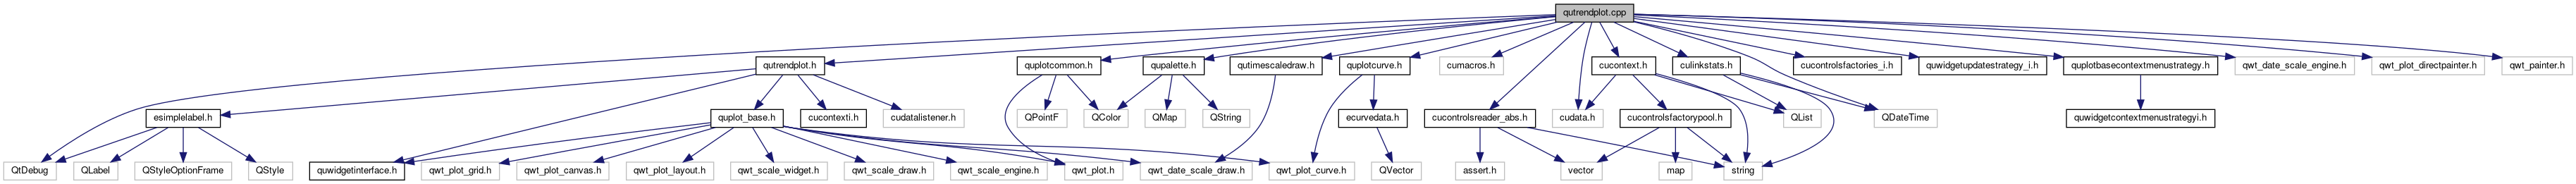 qutrendplot.cpp
qutrendplot.h
quplotcommon.h
qupalette.h
qutimescaledraw.h
quplotcurve.h
cumacros.h
cucontext.h
culinkstats.h
cucontrolsfactories_i.h
quwidgetupdatestrategy_i.h
quplotbasecontextmenustrategy.h
qwt_date_scale_engine.h
qwt_plot_directpainter.h
qwt_painter.h
esimplelabel.h
quplot_base.h
cucontexti.h
cudatalistener.h
QPointF
QColor
QMap
QString
ecurvedata.h
cucontrolsreader_abs.h
cudata.h
cucontrolsfactorypool.h
QList
QDateTime
quwidgetcontextmenustrategyi.h
QtDebug
QLabel
QStyleOptionFrame
QStyle
quwidgetinterface.h
qwt_plot_grid.h
qwt_plot_canvas.h
qwt_plot_layout.h
qwt_scale_widget.h
qwt_scale_draw.h
qwt_scale_engine.h
qwt_plot.h
qwt_date_scale_draw.h
qwt_plot_curve.h
QVector
assert.h
vector
map
string